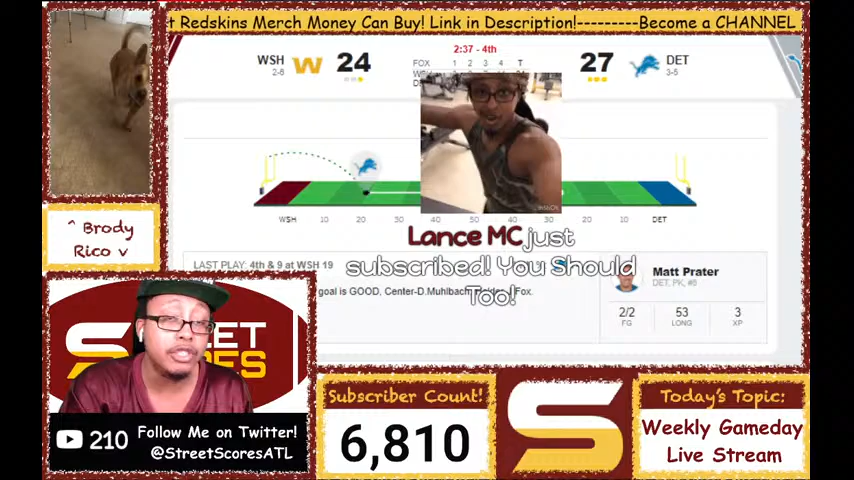 t Redskins Merch Money Can Buy! Link in Description!---------Become a CHANNEL
2:37 - 4th
WSH
2-6
W
24
FOX 1 2 3 4 T
27
DET
3-5
WSH 10 20 30 40 50 40 30 20 10 DET
Lance MC just
subscribed! You Should
Too!
^ Brody
Rico v
LAST PLAY: 4th & 9 at WSH 19
goal is GOOD, Center-D.Muhlbach, Fox.
Matt Prater
DET, PK, #5
2/2 53 3
FG LONG XP
STREET
SCORES
210
Follow Me on Twitter!
@StreetScoresATL
Subscriber Count!
6,810
S
Today's Topic:
Weekly Gameday
Live Stream